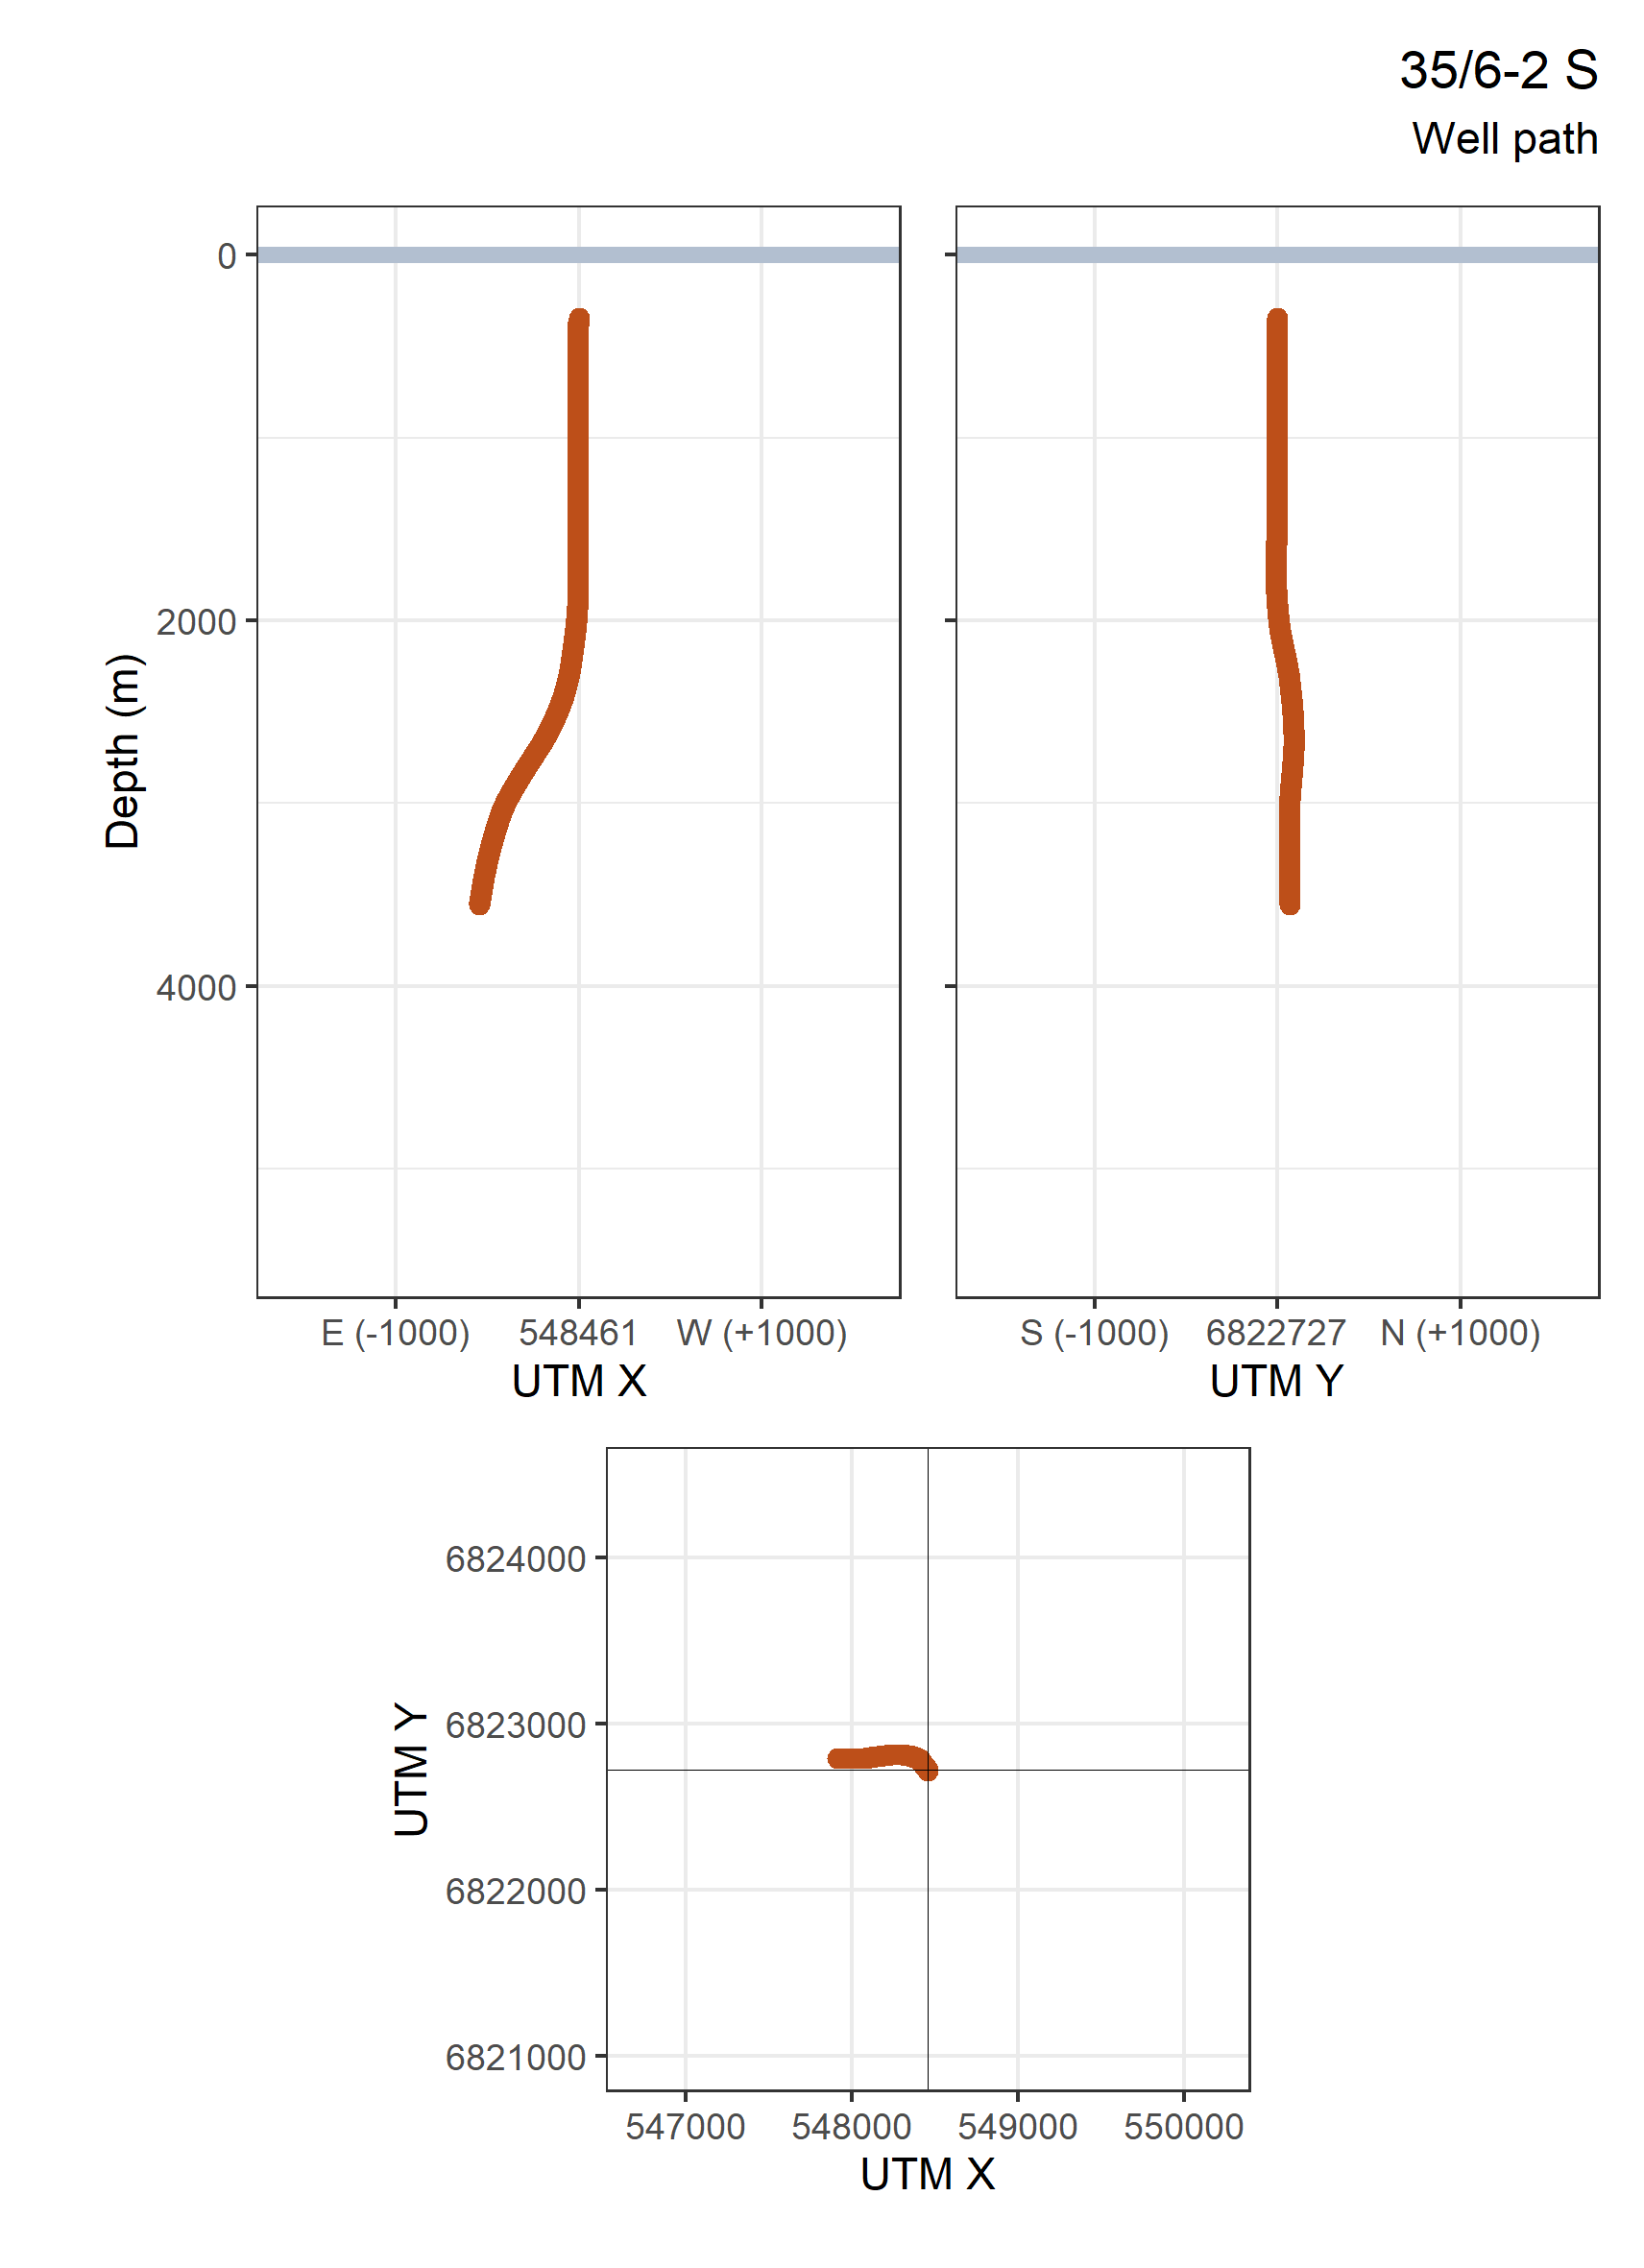 35/6-2 S
Well path
0
2000
4000
Depth (m)
E (-1000) 548461 W (+1000)
UTM X
S (-1000) 6822727 N (+1000)
UTM Y
6824000
6823000
6822000
6821000
UTM Y
547000 548000 549000 550000
UTM X